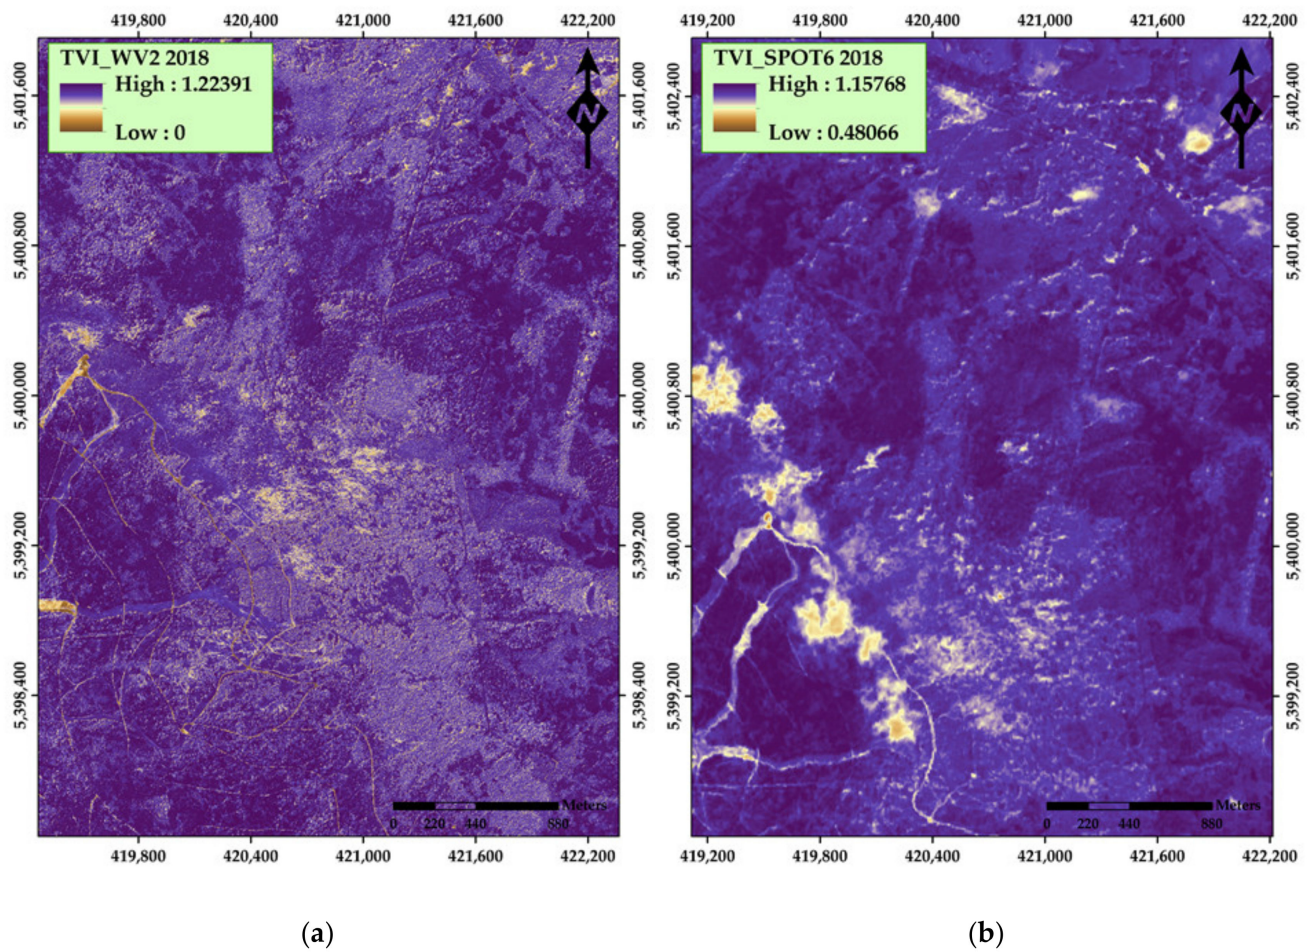 419,800 420,400 421,000 421,600 422,200
TVI_WV2 2018
High : 1.22391
Low : 0
N
5,401,600
5,400,800
5,400,000
5,399,200
5,398,400
5,401,600
5,400,800
5,400,000
5,399,200
5,398,400
Meters
0 220 440 880
419,800 420,400 421,000 421,600 422,200
(a)
419,200 419,800 420,400 421,000 421,600 422,200
TVI_SPOT6 2018
High : 1.15768
Low : 0.48066
N
5,402,400
5,401,600
5,400,800
5,400,000
5,399,200
5,402,400
5,401,600
5,400,800
5,400,000
5,399,200
Meters
0 220 440 880
419,200 419,800 420,400 421,000 421,600 422,200
(b)